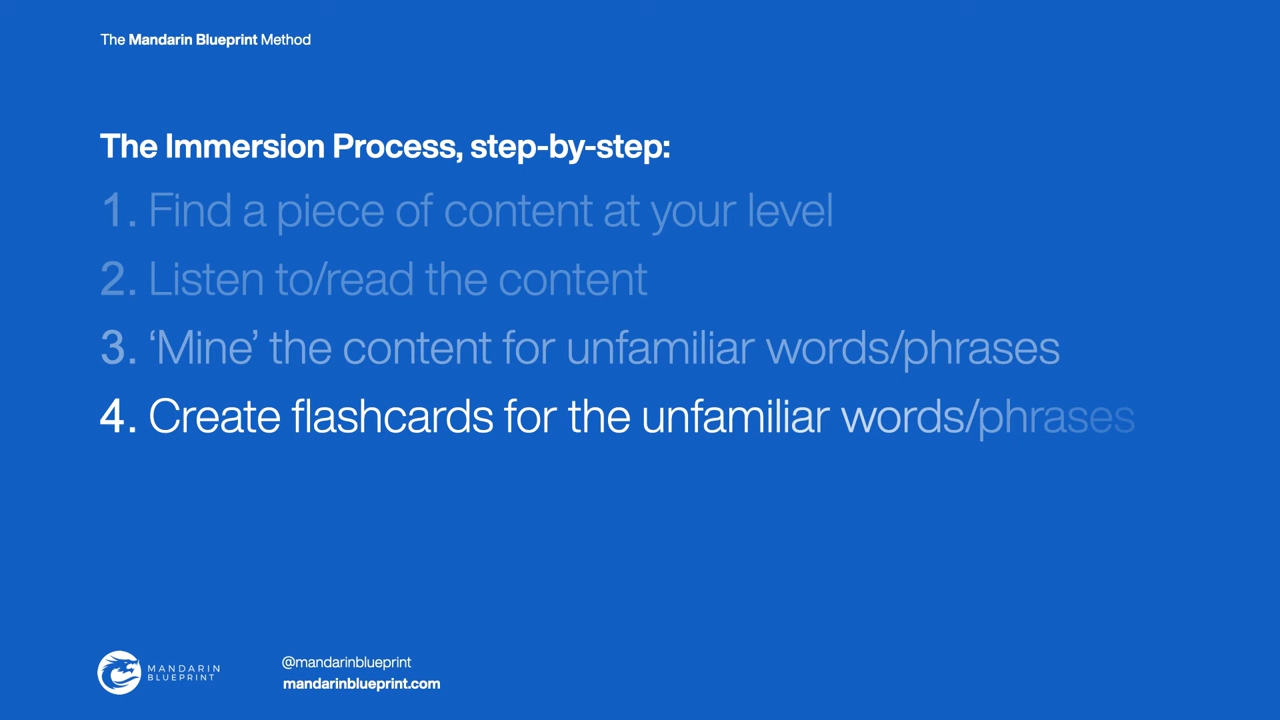 The Mandarin Blueprint Method
The Immersion Process, step-by-step:
1. Find a piece of content at your level
2. Listen to/read the content
3. ‘Mine’ the content for unfamiliar words/phrases
4. Create flashcards for the unfamiliar words/phrases
MANDARIN
BLUEPRINT
@mandarinblueprint
mandarinblueprint.com